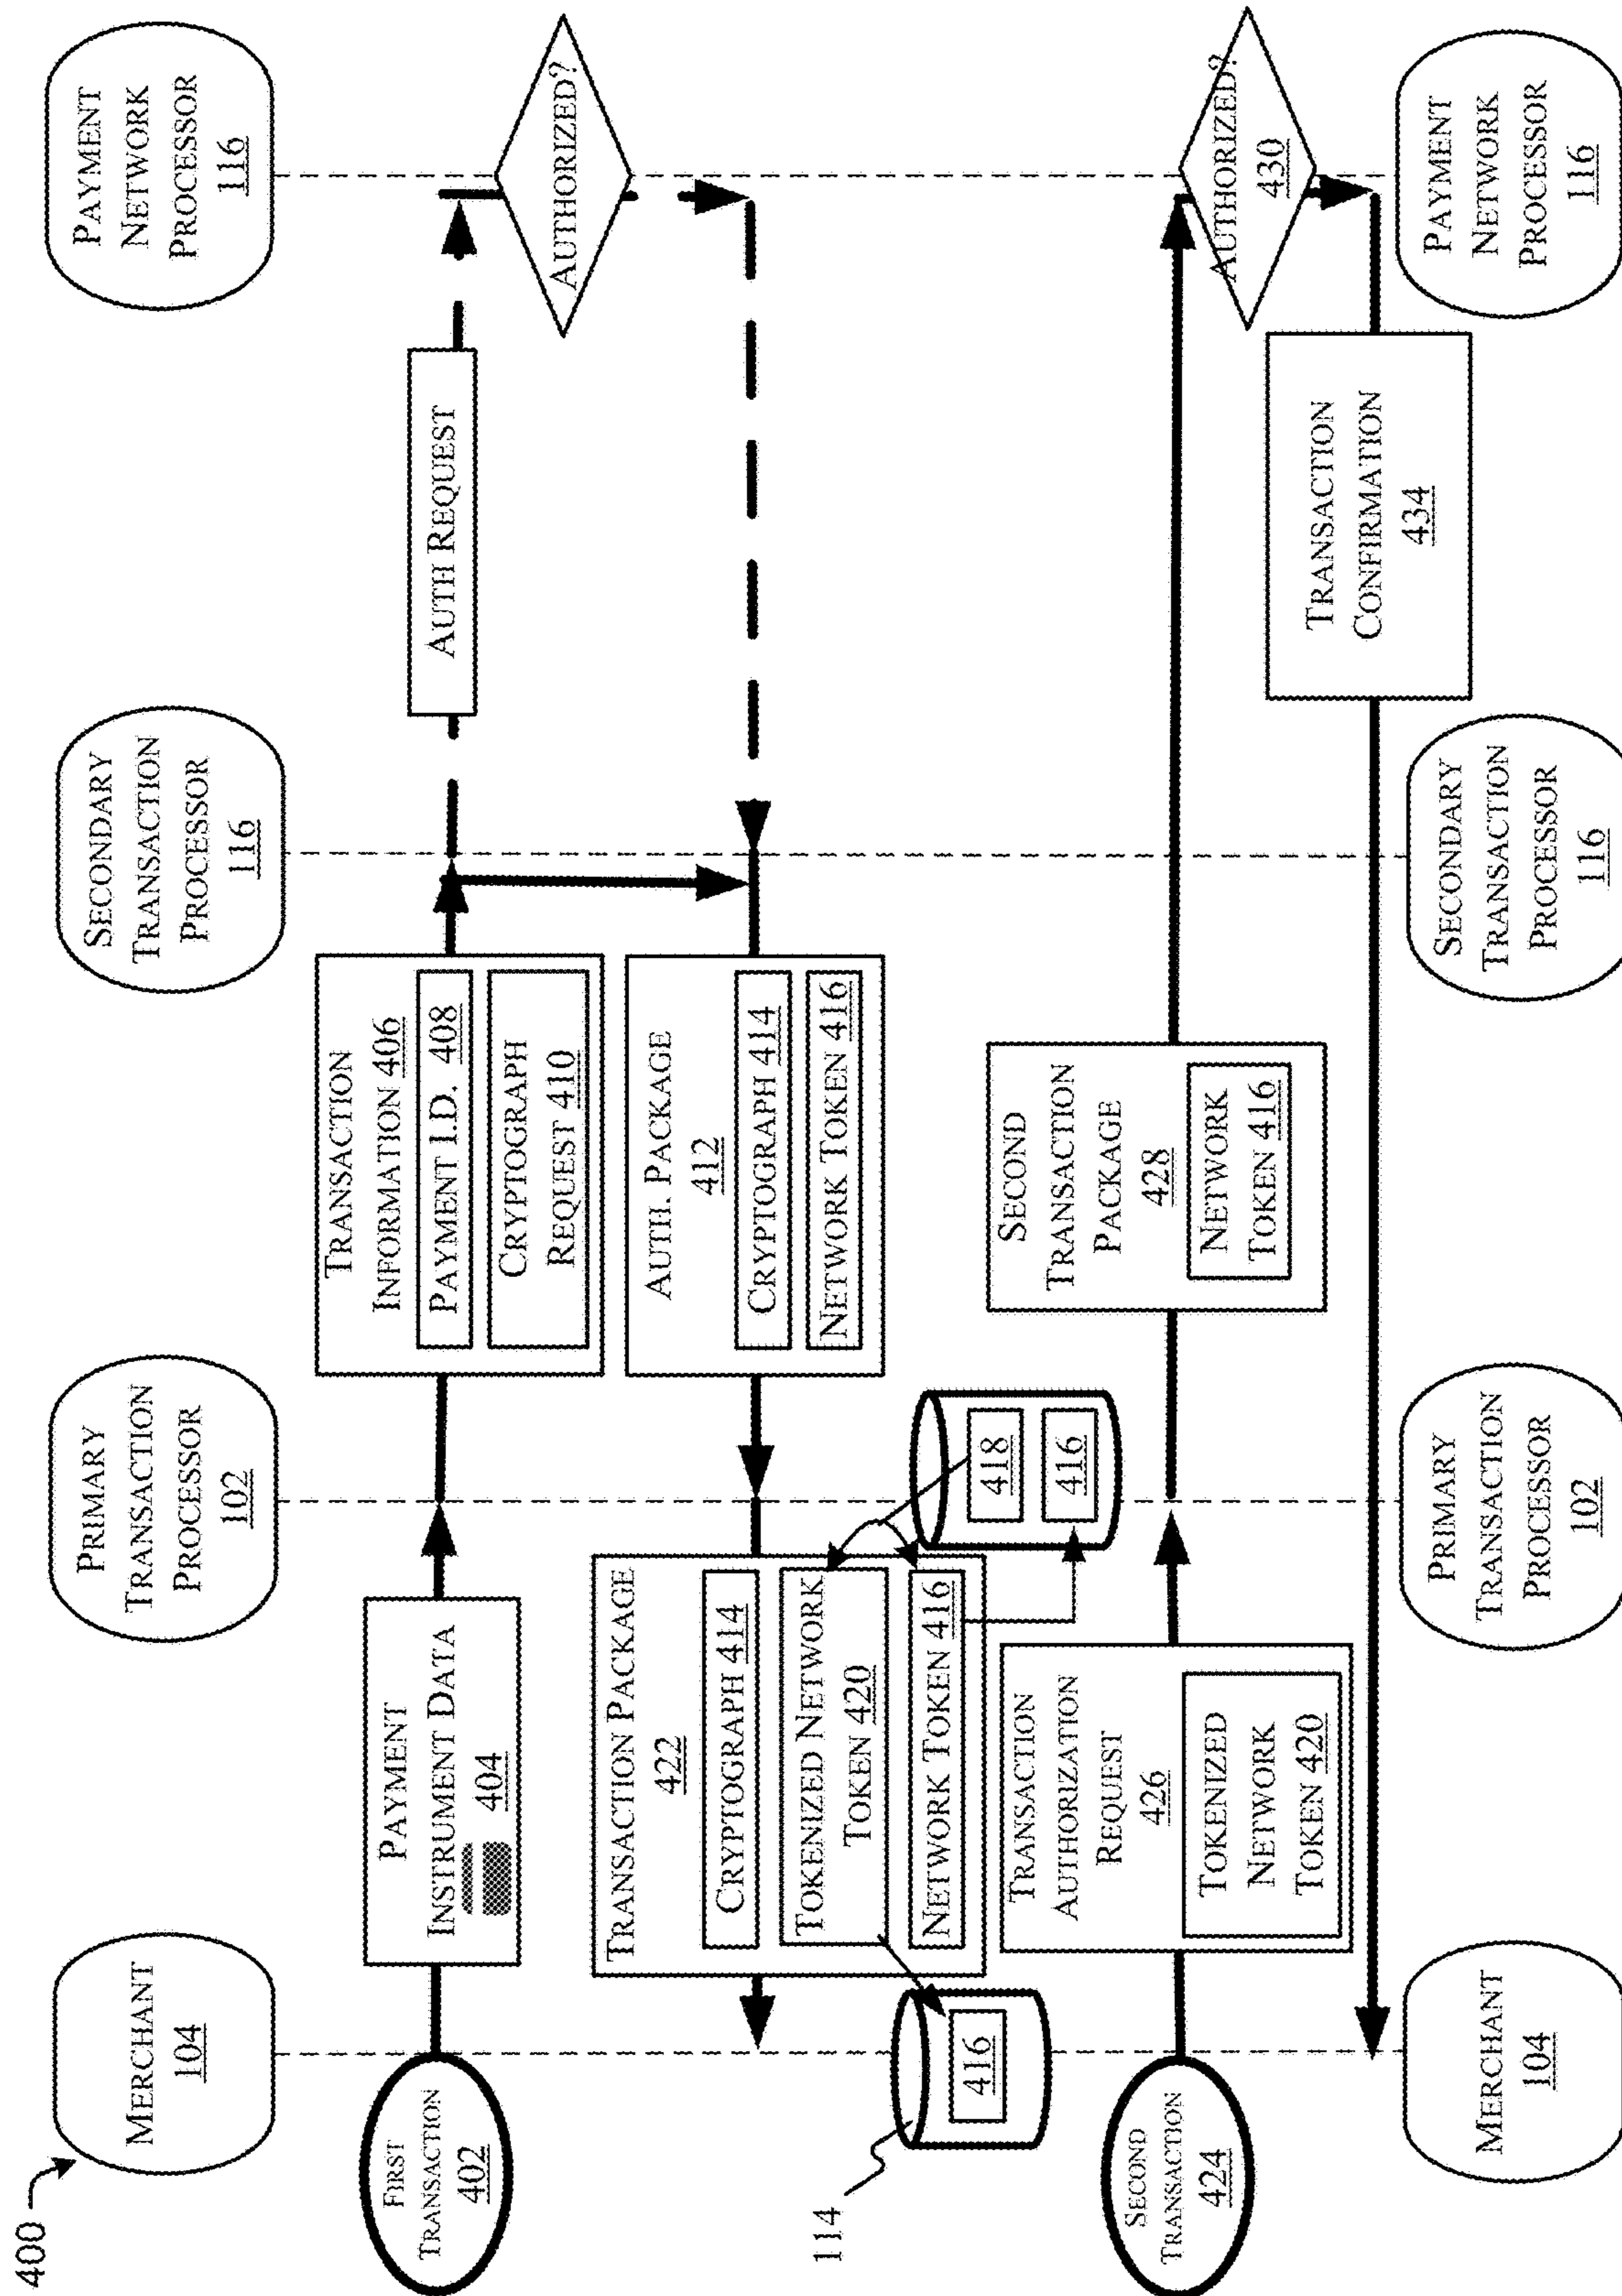 400
MERCHANT
104
PRIMARY
TRANSACTION
PROCESSOR
102
SECONDARY
TRANSACTION
PROCESSOR
116
PAYMENT
NETWORK
PROCESSOR
116
FIRST
TRANSACTION
402
PAYMENT
INSTRUMENT DATA
404
TRANSACTION
INFORMATION 406
PAYMENT I.D. 408
CRYPTOGRAPH
REQUEST 410
AUTH REQUEST
AUTHORIZED?
TRANSACTION PACKAGE
422
CRYPTOGRAPH 414
TOKENIZED NETWORK
TOKEN 420
NETWORK TOKEN 416
AUTH. PACKAGE
412
CRYPTOGRAPH 414
NETWORK TOKEN 416
114
416
418
416
SECOND
TRANSACTION
424
TRANSACTION
AUTHORIZATION
REQUEST
426
TOKENIZED
NETWORK
TOKEN 420
SECOND
TRANSACTION
PACKAGE
428
NETWORK
TOKEN 416
AUTHORIZED?
430
TRANSACTION
CONFIRMATION
434
MERCHANT
104
PRIMARY
TRANSACTION
PROCESSOR
102
SECONDARY
TRANSACTION
PROCESSOR
116
PAYMENT
NETWORK
PROCESSOR
116